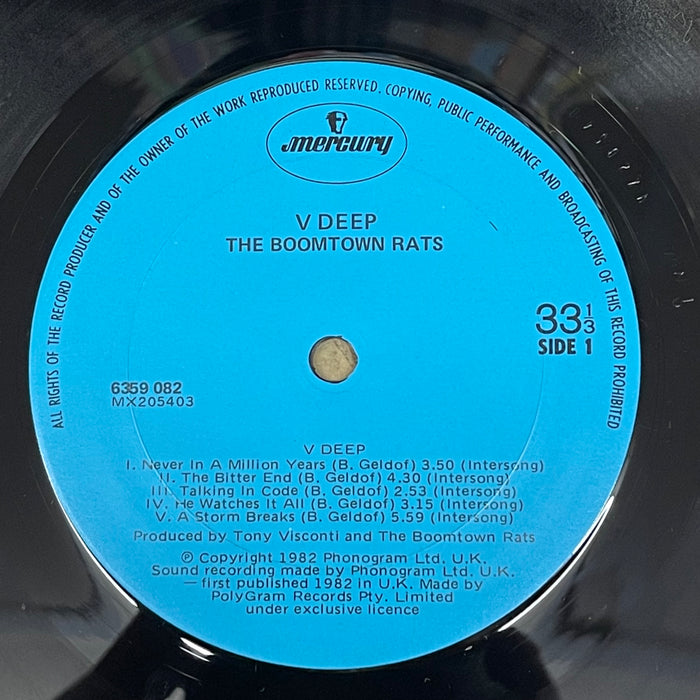 ALL RIGHTS OF THE RECORD PRODUCER AND OF THE OWNER OF THE WORK REPRODUCED RESERVED. COPYING, PUBLIC PERFORMANCE AND BROADCASTING OF THIS RECORD PROHIBITED
mercury
V DEEP
THE BOOMTOWN RATS
33 1/3
SIDE 1
6359 082
MX205403
V DEEP
I. Never In A Million Years (B. Geldof) 3.50 (Intersong)
II. The Bitter End (B. Geldof) 4.30 (Intersong)
III. Talking In Code (B. Geldof) 2.53 (Intersong)
IV. He Watches It All (B. Geldof) 3.15 (Intersong)
V. A Storm Breaks (B. Geldof) 5.59 (Intersong)
Produced by Tony Visconti and The Boomtown Rats
℗ Copyright 1982 Phonogram Ltd. U.K.
Sound recording made by Phonogram Ltd. U.K.
— first published 1982 in U.K. Made by
PolyGram Records Pty. Limited
under exclusive licence